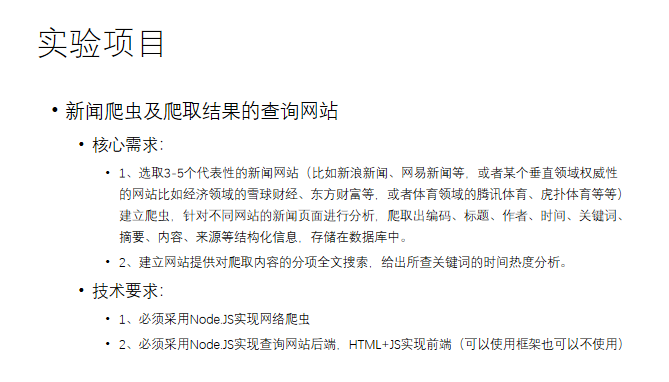 实验项目
• 新闻爬虫及爬取结果的查询网站
• 核心需求：
• 1、选取3-5个代表性的新闻网站（比如新浪新闻、网易新闻等，或者某个垂直领域权威性
的网站比如经济领域的雪球财经、东方财富等，或者体育领域的腾讯体育、虎扑体育等等）
建立爬虫，针对不同网站的新闻页面进行分析，爬取出编码、标题、作者、时间、关键词、
摘要、内容、来源等结构化信息，存储在数据库中。
• 2、建立网站提供对爬取内容的分项全文搜索，给出所查关键词的时间热度分析。
• 技术要求：
• 1、必须采用Node.JS实现网络爬虫
• 2、必须采用Node.JS实现查询网站后端，HTML+JS实现前端（可以使用框架也可以不使用）